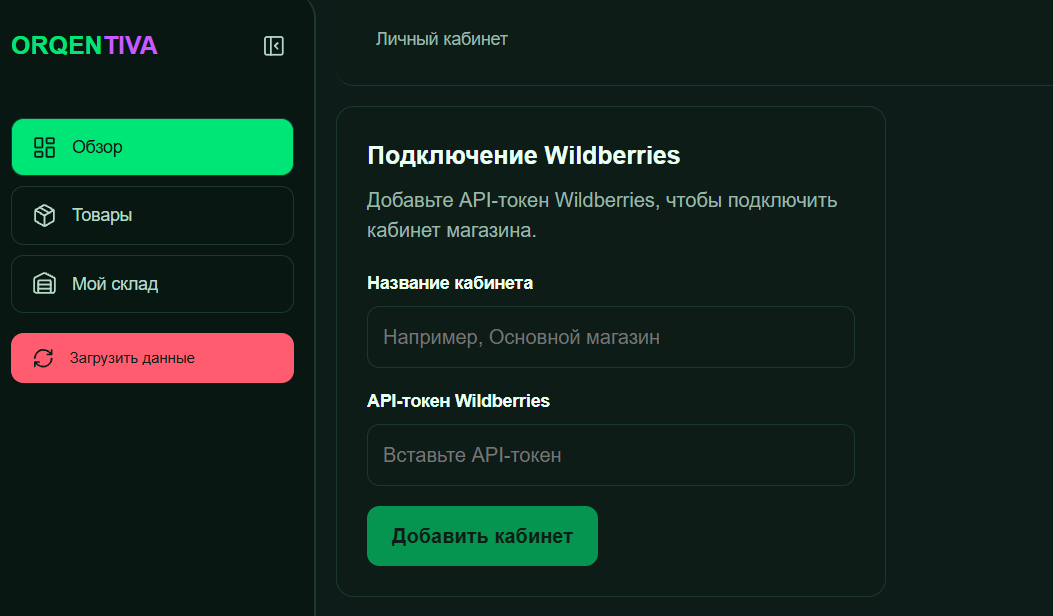 ORQENTIVA
Обзор
Товары
Мой склад
Загрузить данные
Личный кабинет
Подключение Wildberries
Добавьте API-токен Wildberries, чтобы подключить
кабинет магазина.
Название кабинета
Например, Основной магазин
API-токен Wildberries
Вставьте API-токен
Добавить кабинет